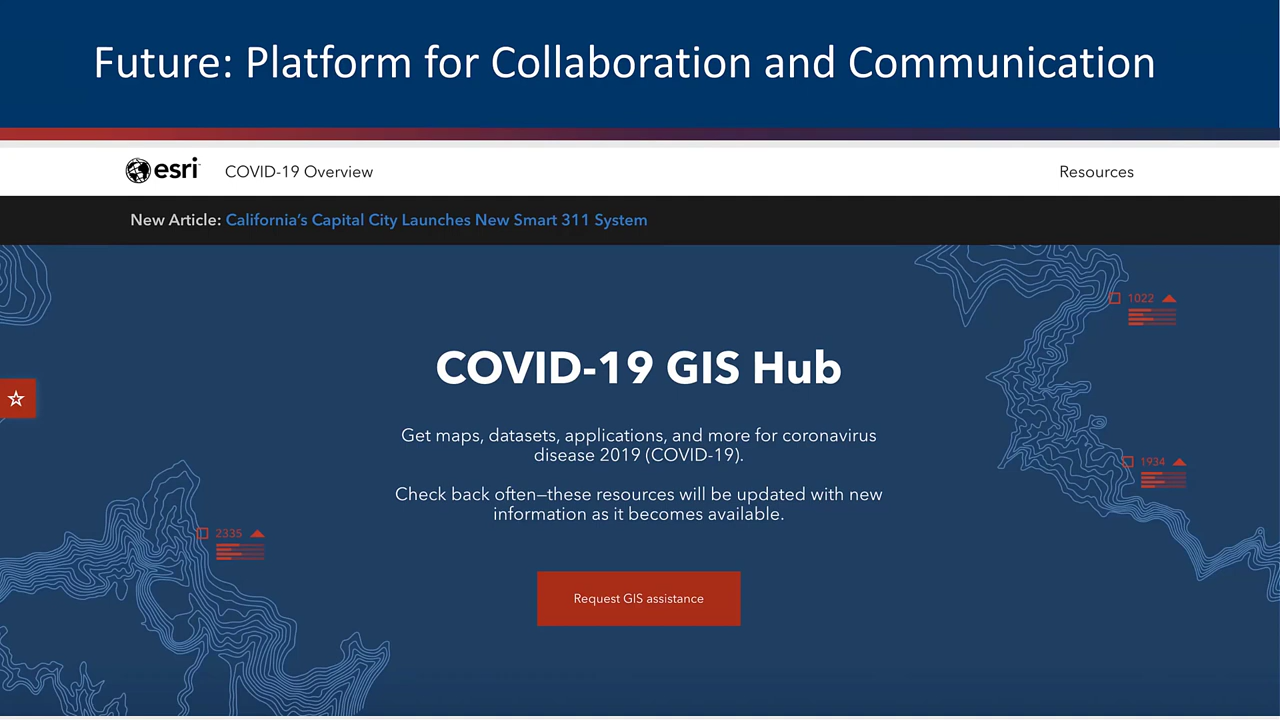 Future: Platform for Collaboration and Communication
esri COVID-19 Overview Resources
New Article: California's Capital City Launches New Smart 311 System
1022
COVID-19 GIS Hub
Get maps, datasets, applications, and more for coronavirus
disease 2019 (COVID-19).
1934
Check back often—these resources will be updated with new
information as it becomes available.
2335
Request GIS assistance